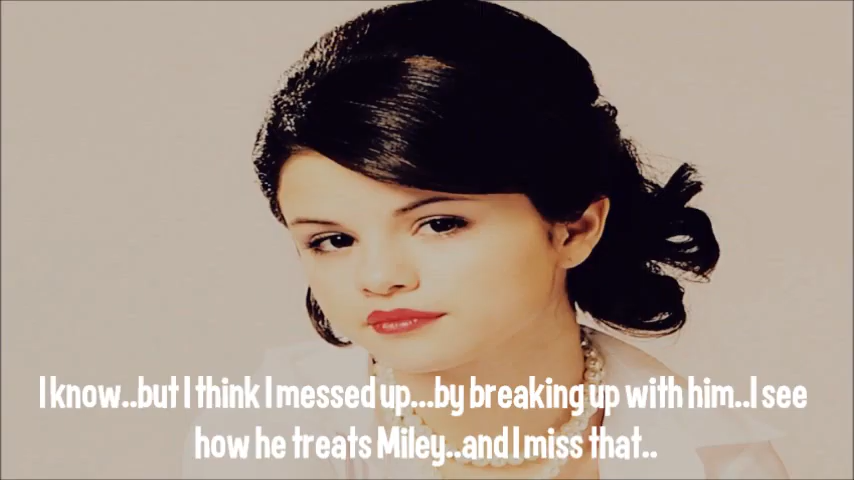 I know..but I think I messed up...by breaking up with him..I see
how he treats Miley..and I miss that..